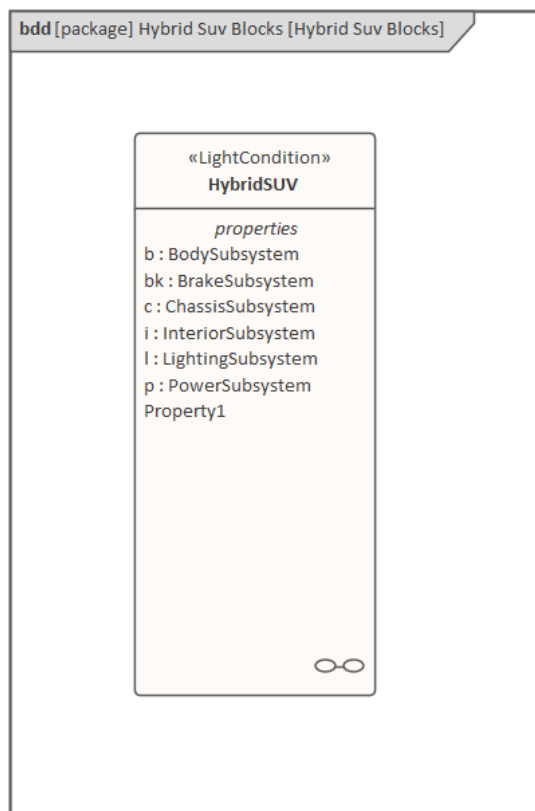 bdd [package] Hybrid Suv Blocks [Hybrid Suv Blocks]
«LightCondition»
HybridSUV
properties
b : BodySubsystem
bk : BrakeSubsystem
c : ChassisSubsystem
i : InteriorSubsystem
l : LightingSubsystem
p : PowerSubsystem
Property1